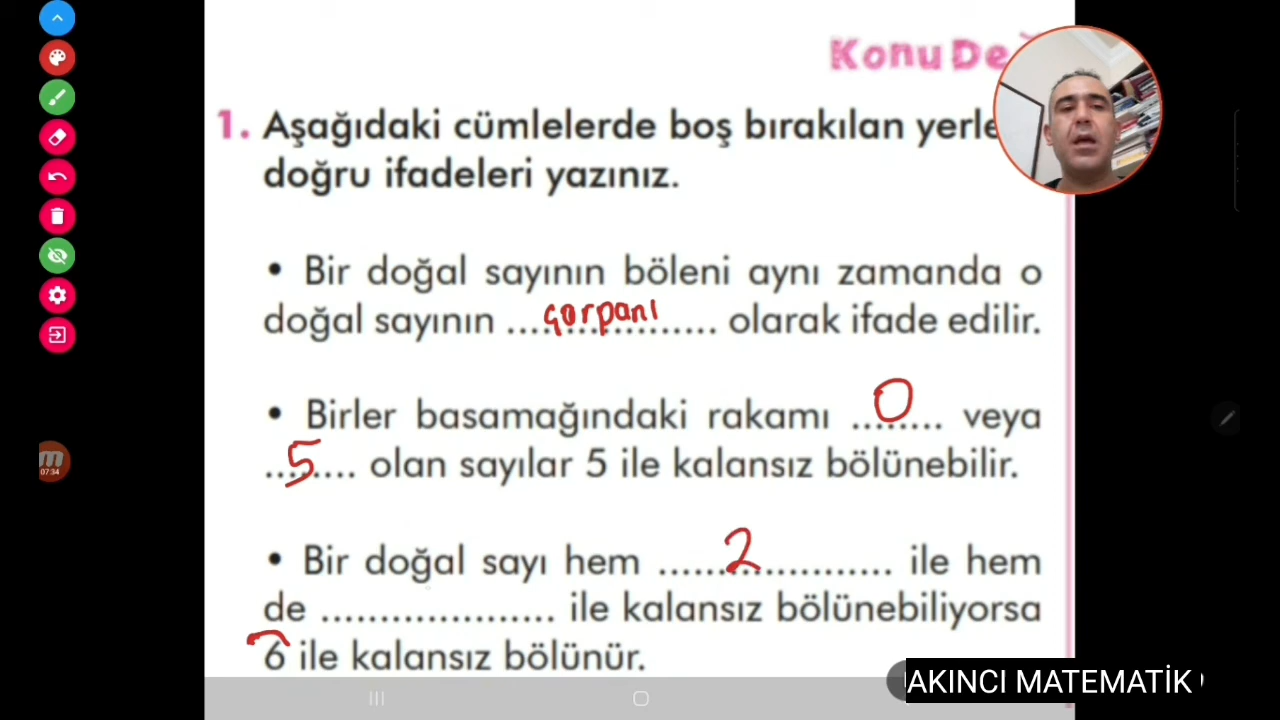 Konu De
1. Aşağıdaki cümlelerde boş bırakılan yerle
doğru ifadeleri yazınız.
• Bir doğal sayının böleni aynı zamanda o
doğal sayının ......çarpanı...... olarak ifade edilir.
• Birler basamağındaki rakamı ...0... veya
...5... olan sayılar 5 ile kalansız bölünebilir.
• Bir doğal sayı hem ......2......... ile hem
de .................... ile kalansız bölünebiliyorsa
6 ile kalansız bölünür.
07:34
AKINCI MATEMATİK